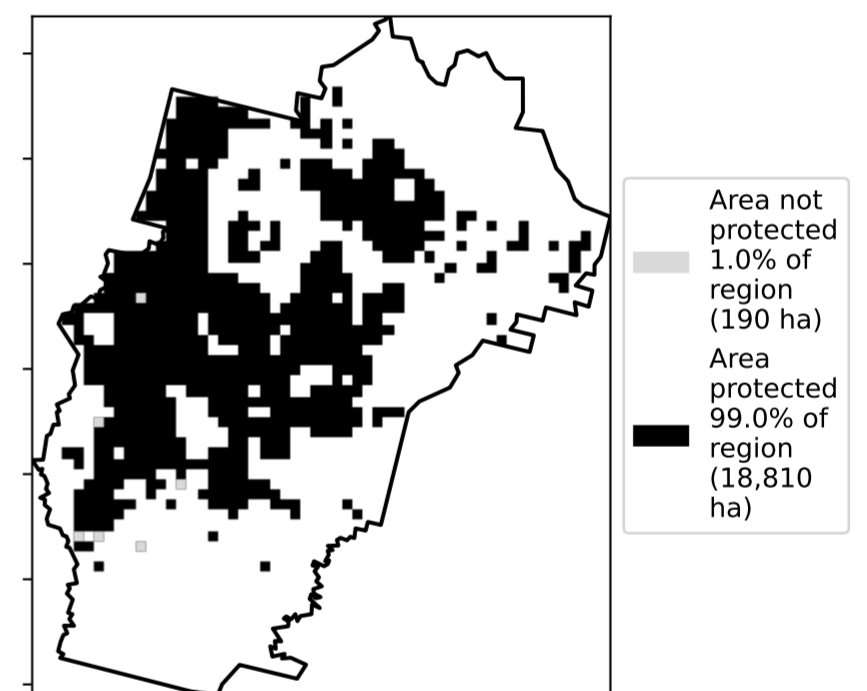 Area not
protected
1.0% of
region
(190 ha)
Area
protected
99.0% of
region
(18,810
ha)